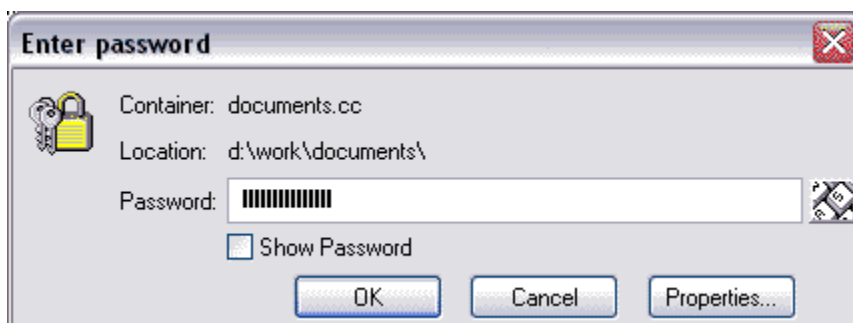 Enter password
Container: documents.cc
Location: d:\work\documents\
Password:
Show Password
OK Cancel Properties...